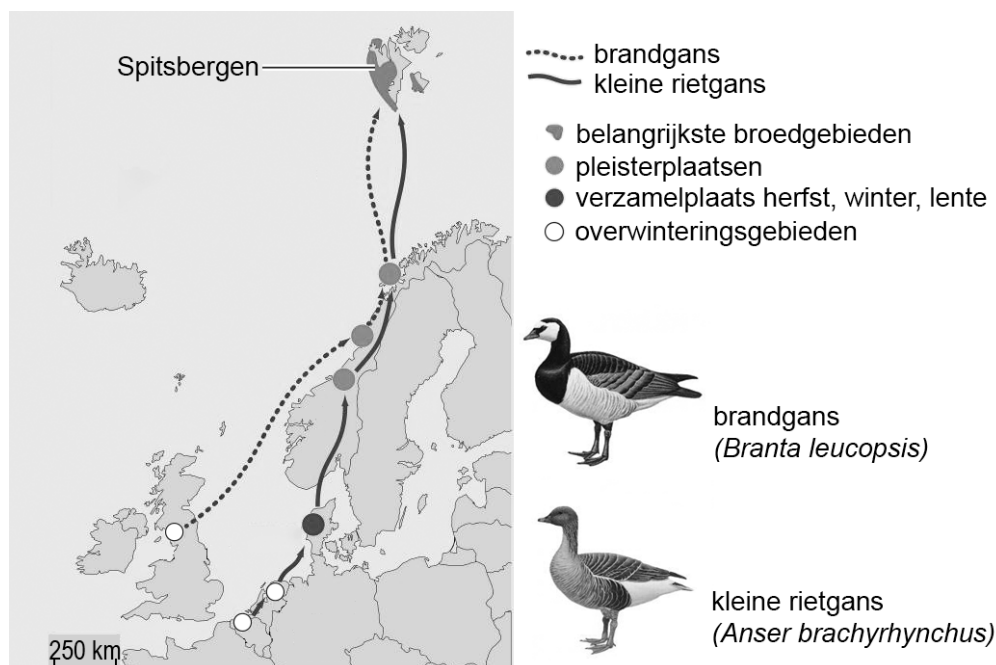 Spitsbergen
brandgans
kleine rietgans
belangrijkste broedgebieden
pleisterplaatsen
verzamelplaats herfst, winter, lente
overwinteringsgebieden
brandgans
(Branta leucopsis)
kleine rietgans
(Anser brachyrhynchus)
250 km